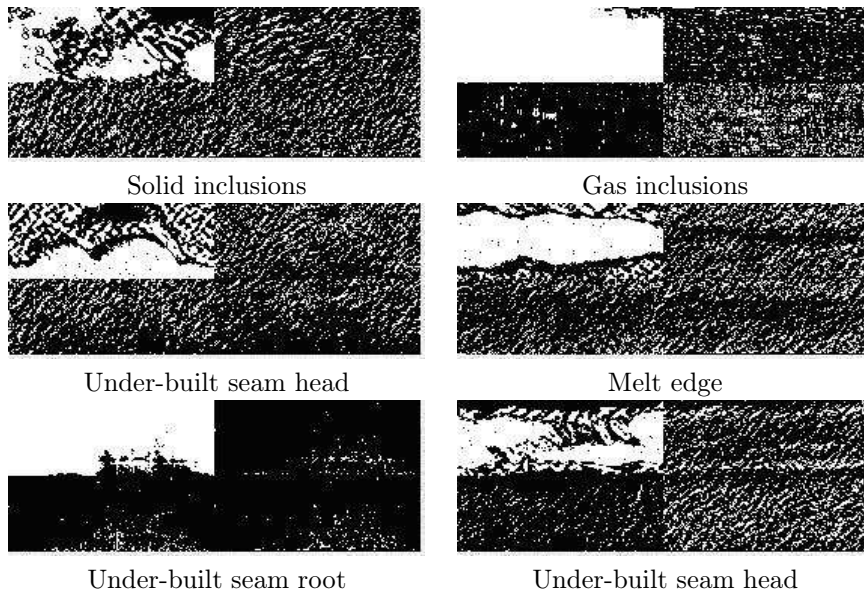 Solid inclusions
Gas inclusions
Under-built seam head
Melt edge
Under-built seam root
Under-built seam head